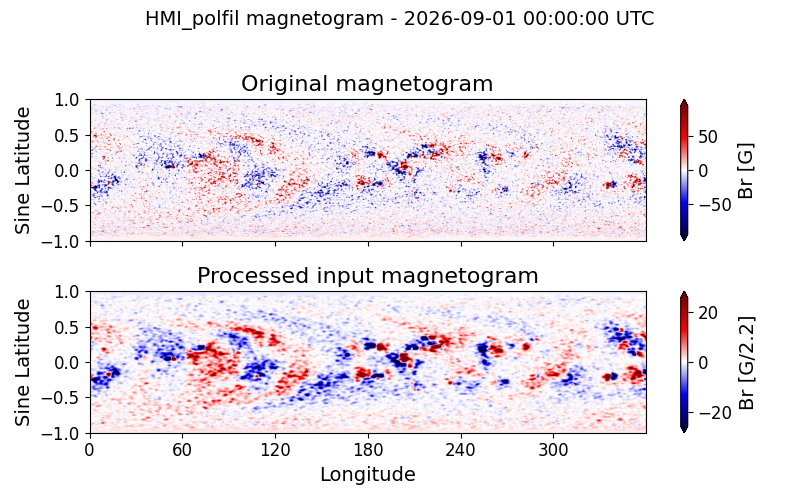 HMI_polfil magnetogram - 2026-09-01 00:00:00 UTC
Original magnetogram
Sine Latitude
1.0
0.5
0.0
−0.5
−1.0
50
0
−50
Br [G]
Processed input magnetogram
Sine Latitude
1.0
0.5
0.0
−0.5
−1.0
20
0
−20
Br [G/2.2]
0 60 120 180 240 300
Longitude